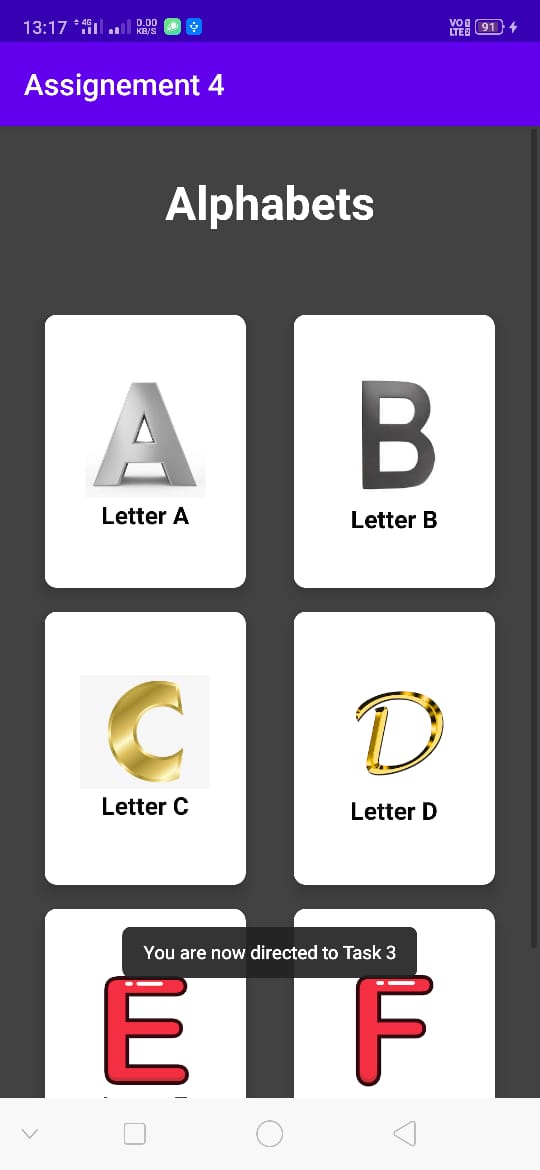 13:17 4G 0.00 KB/S VO LTE 91
Assignement 4
Alphabets
A B
Letter A Letter B
C D
Letter C Letter D
You are now directed to Task 3
E F